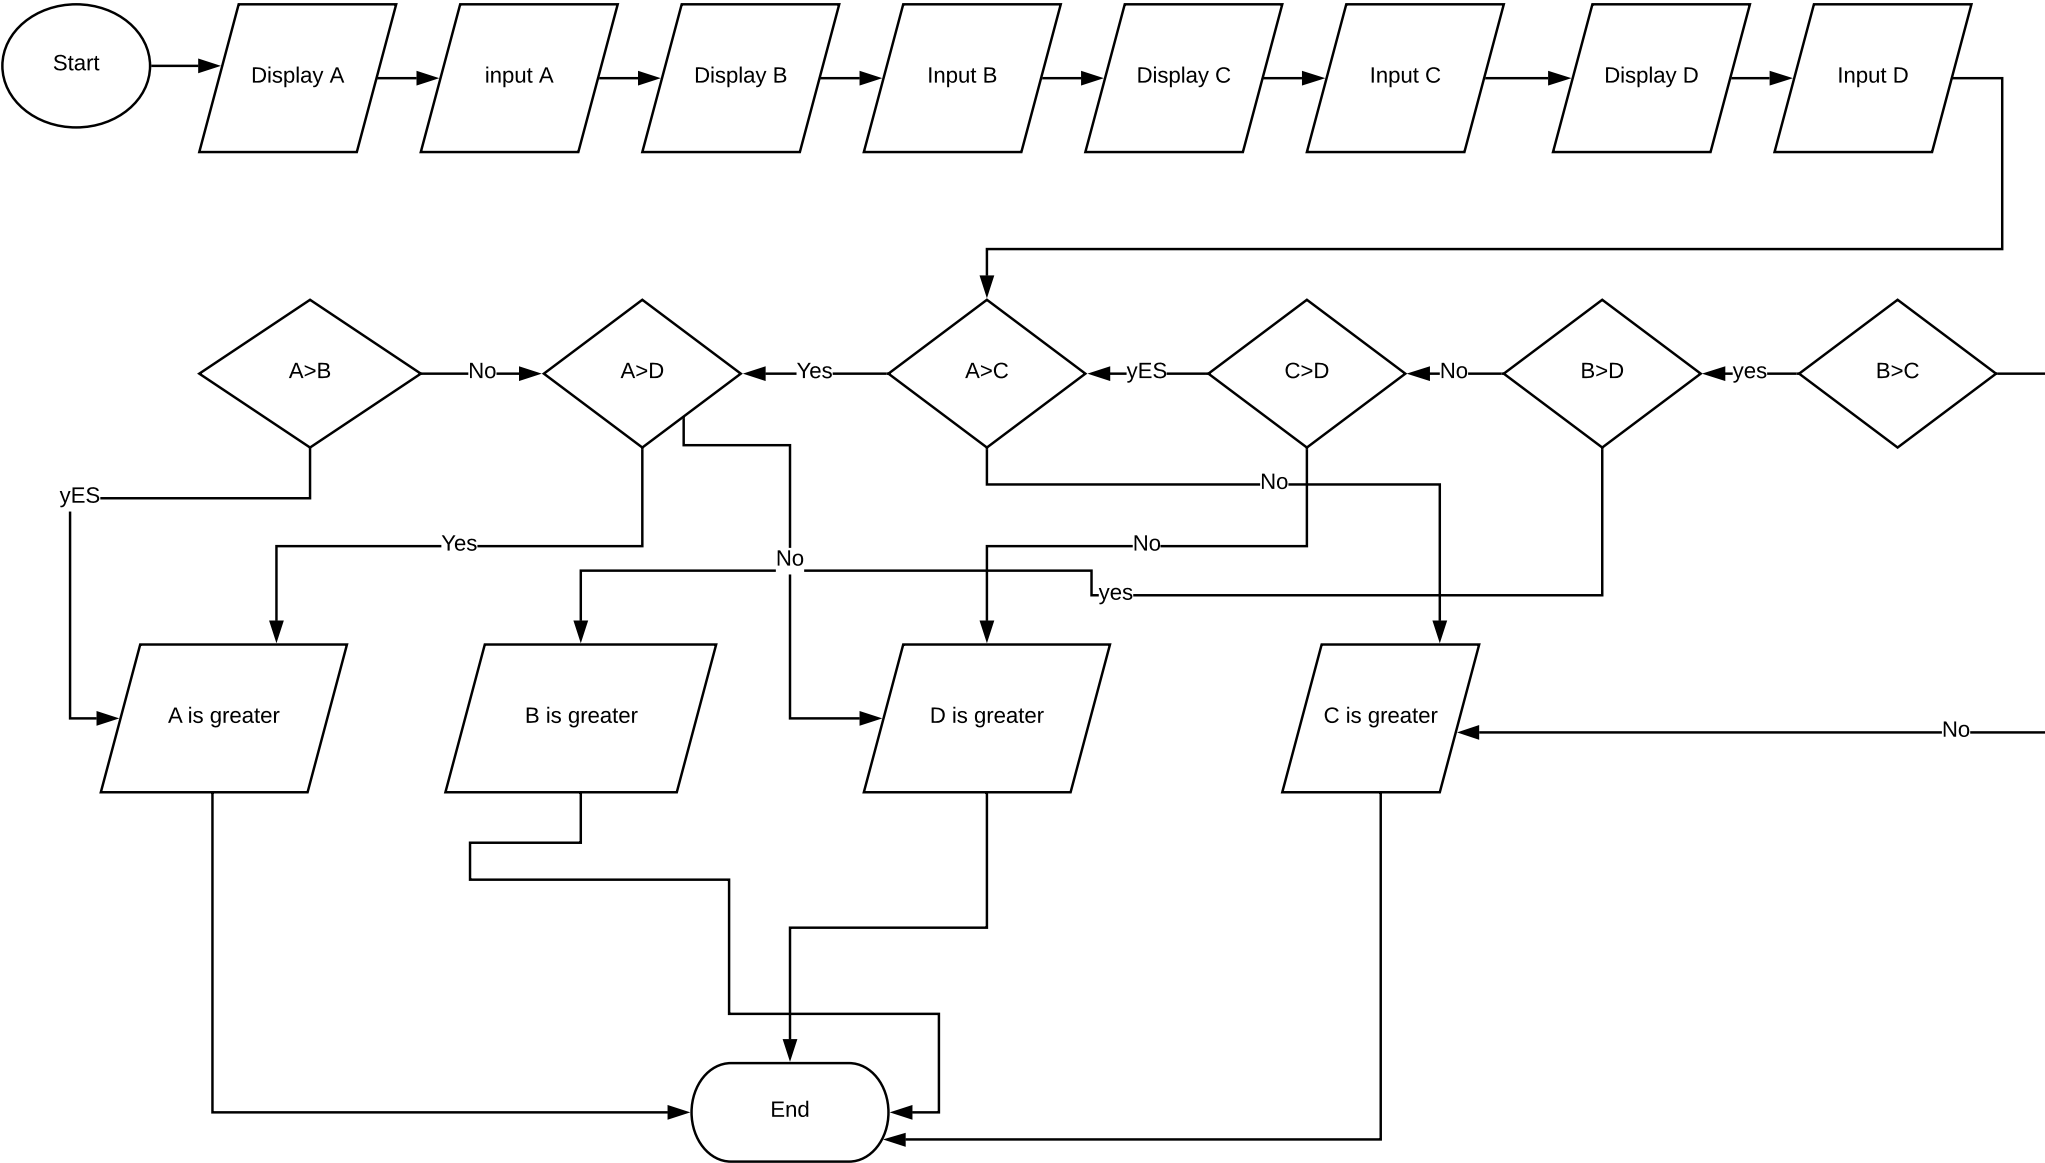 Start
Display A
input A
Display B
Input B
Display C
Input C
Display D
Input D
A>B
No
A>D
Yes
A>C
yES
C>D
No
B>D
yes
B>C
No
yES
Yes
No
No
yes
A is greater
B is greater
D is greater
C is greater
No
End